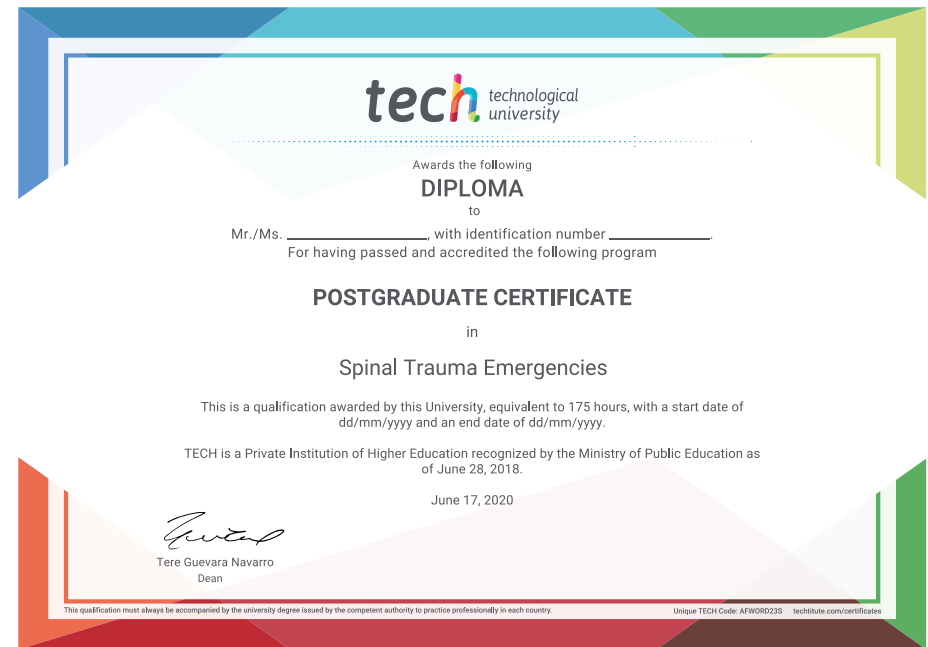 tech technological
university
Awards the following
DIPLOMA
to
Mr./Ms. ____________________, with identification number ______________.
For having passed and accredited the following program
POSTGRADUATE CERTIFICATE
in
Spinal Trauma Emergencies
This is a qualification awarded by this University, equivalent to 175 hours, with a start date of
dd/mm/yyyy and an end date of dd/mm/yyyy.
TECH is a Private Institution of Higher Education recognized by the Ministry of Public Education as
of June 28, 2018.
June 17, 2020
Tere Guevara Navarro
Dean
This qualification must always be accompanied by the university degree issued by the competent authority to practice professionally in each country.
Unique TECH Code: AFWORD23S techtitute.com/certificates